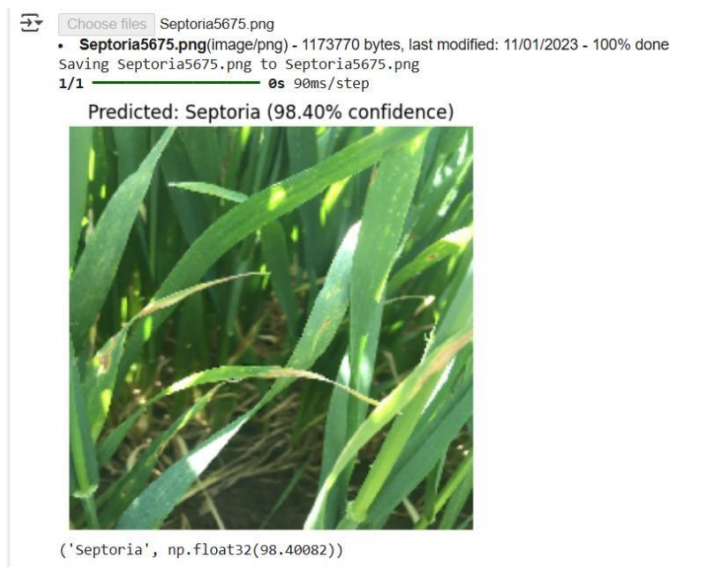 Choose files Septoria5675.png
• Septoria5675.png(image/png) - 1173770 bytes, last modified: 11/01/2023 - 100% done
Saving Septoria5675.png to Septoria5675.png
1/1 0s 90ms/step
Predicted: Septoria (98.40% confidence)
('Septoria', np.float32(98.40082))